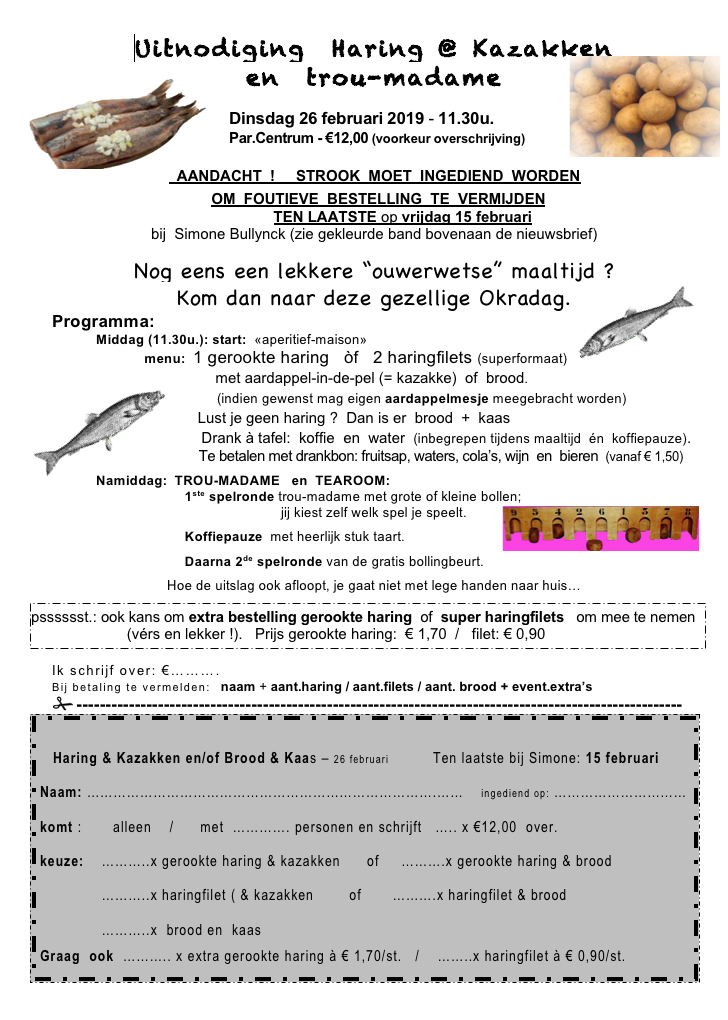 Uitnodiging Haring @ Kazakken
en trou-madame
Dinsdag 26 februari 2019 - 11.30u.
Par.Centrum - €12,00 (voorkeur overschrijving)
AANDACHT ! STROOK MOET INGEDIEND WORDEN
OM FOUTIEVE BESTELLING TE VERMIJDEN
TEN LAATSTE op vrijdag 15 februari
bij Simone Bullynck (zie gekleurde band bovenaan de nieuwsbrief)
Nog eens een lekkere “ouwerwetse” maaltijd ?
Kom dan naar deze gezellige Okradag.
Programma:
Middag (11.30u.): start: «aperitief-maison»
menu: 1 gerookte haring òf 2 haringfilets (superformaat)
met aardappel-in-de-pel (= kazakke) of brood.
(indien gewenst mag eigen aardappelmesje meegebracht worden)
Lust je geen haring ? Dan is er brood + kaas
Drank à tafel: koffie en water (inbegrepen tijdens maaltijd én koffiepauze).
Te betalen met drankbon: fruitsap, waters, cola’s, wijn en bieren (vanaf € 1,50)
Namiddag: TROU-MADAME en TEAROOM:
1ste spelronde trou-madame met grote of kleine bollen;
jij kiest zelf welk spel je speelt.
9 5 4 2 6 1 5 7 8
Koffiepauze met heerlijk stuk taart.
Daarna 2de spelronde van de gratis bollingbeurt.
Hoe de uitslag ook afloopt, je gaat niet met lege handen naar huis…
psssssst.: ook kans om extra bestelling gerookte haring of super haringfilets om mee te nemen
(vérs en lekker !). Prijs gerookte haring: € 1,70 / filet: € 0,90
Ik schrijf over: €……….
Bij betaling te vermelden: naam + aant.haring / aant.filets / aant. brood + event.extra’s
Haring & Kazakken en/of Brood & Kaas – 26 februari Ten laatste bij Simone: 15 februari
Naam: ……………………………………………………………………… ingediend op: ………………………
komt : alleen / met …………. personen en schrijft ….. x €12,00 over.
keuze: ………..x gerookte haring & kazakken of ……….x gerookte haring & brood
………..x haringfilet ( & kazakken of ……….x haringfilet & brood
………..x brood en kaas
Graag ook ……….. x extra gerookte haring à € 1,70/st. / ……..x haringfilet à € 0,90/st.